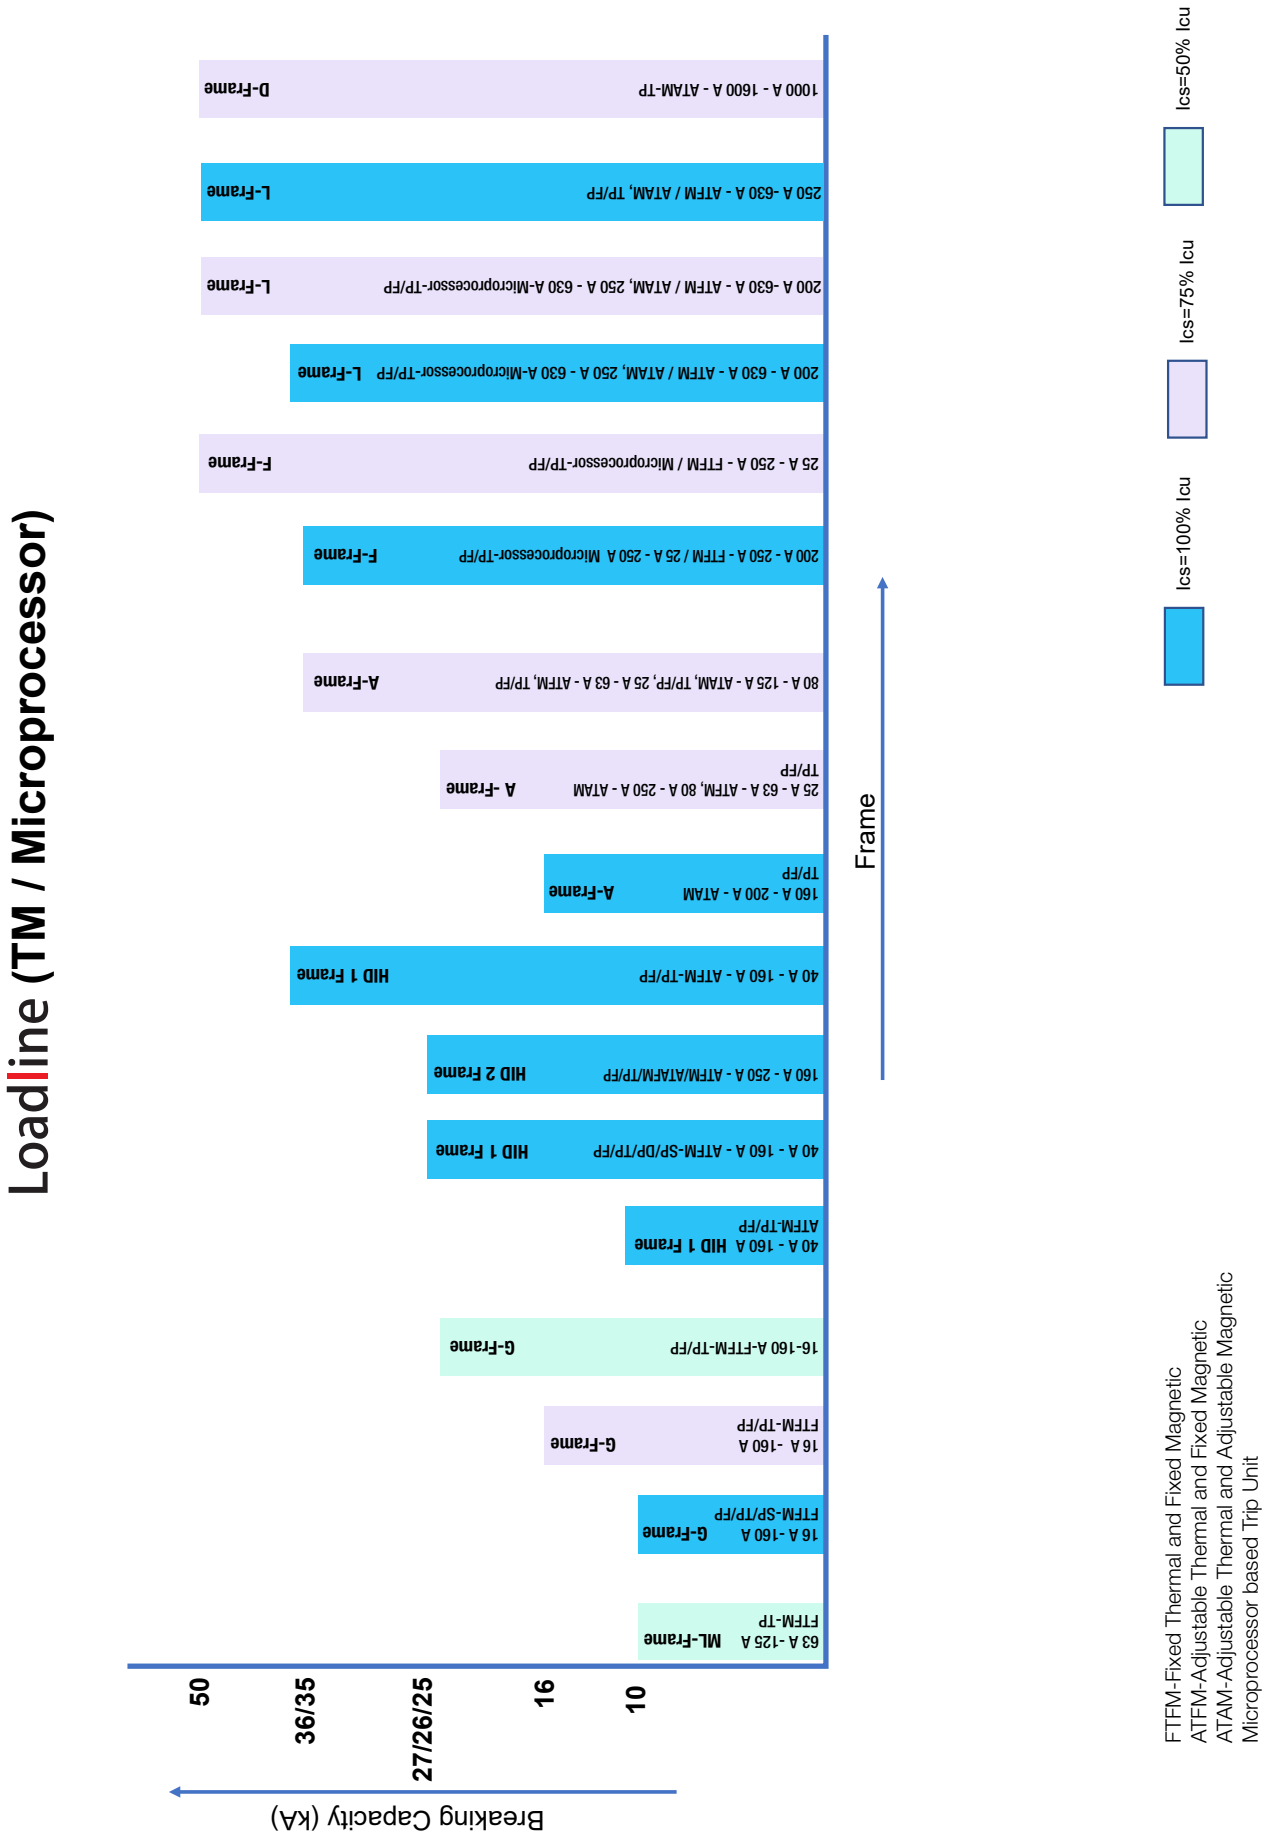 Loadline (TM / Microprocessor)
Breaking Capacity (kA)
50
36/35
27/26/25
16
10
ML-Frame
63 A -125 A
FTFM-TP
G-Frame
16 A -160 A
FTFM-SP/TP/FP
G-Frame
16 A -160 A
FTFM-TP/FP
G-Frame
16-160 A-FTFM-TP/FP
HID 1 Frame
40 A - 160 A
ATFM-TP/FP
HID 1 Frame
40 A - 160 A - ATFM-SP/DP/TP/FP
HID 2 Frame
160 A - 250 A - ATFM/ATAFM/TP/FP
HID 1 Frame
40 A - 160 A - ATFM-TP/FP
A-Frame
160 A - 200 A - ATAM
TP/FP
A -Frame
25 A - 63 A - ATFM, 80 A - 250 A - ATAM
TP/FP
A-Frame
80 A - 125 A - ATAM, TP/FP, 25 A - 63 A - ATFM, TP/FP
F-Frame
200 A - 250 A - FTFM / 25 A - 250 A Microprocessor-TP/FP
F-Frame
25 A - 250 A - FTFM / Microprocessor-TP/FP
L-Frame
200 A - 630 A - ATFM / ATAM, 250 A - 630 A-Microprocessor-TP/FP
L-Frame
200 A -630 A - ATFM / ATAM, 250 A - 630 A-Microprocessor-TP/FP
L-Frame
250 A -630 A - ATFM / ATAM, TP/FP
D-Frame
1000 A - 1600 A - ATAM-TP
Frame
FTFM-Fixed Thermal and Fixed Magnetic
ATFM-Adjustable Thermal and Fixed Magnetic
ATAM-Adjustable Thermal and Adjustable Magnetic
Microprocessor based Trip Unit
Ics=100% Icu
Ics=75% Icu
Ics=50% Icu